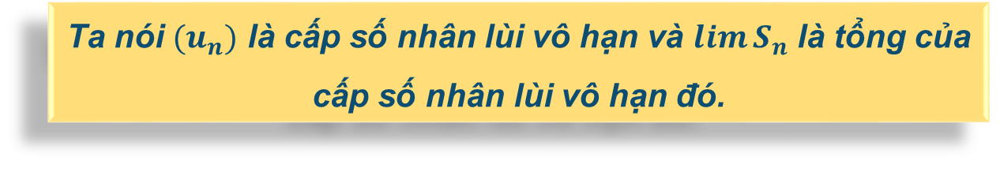 Ta nói (𝒖ₙ) là cấp số nhân lùi vô hạn và 𝒍𝒊𝒎 𝑺ₙ là tổng của
cấp số nhân lùi vô hạn đó.